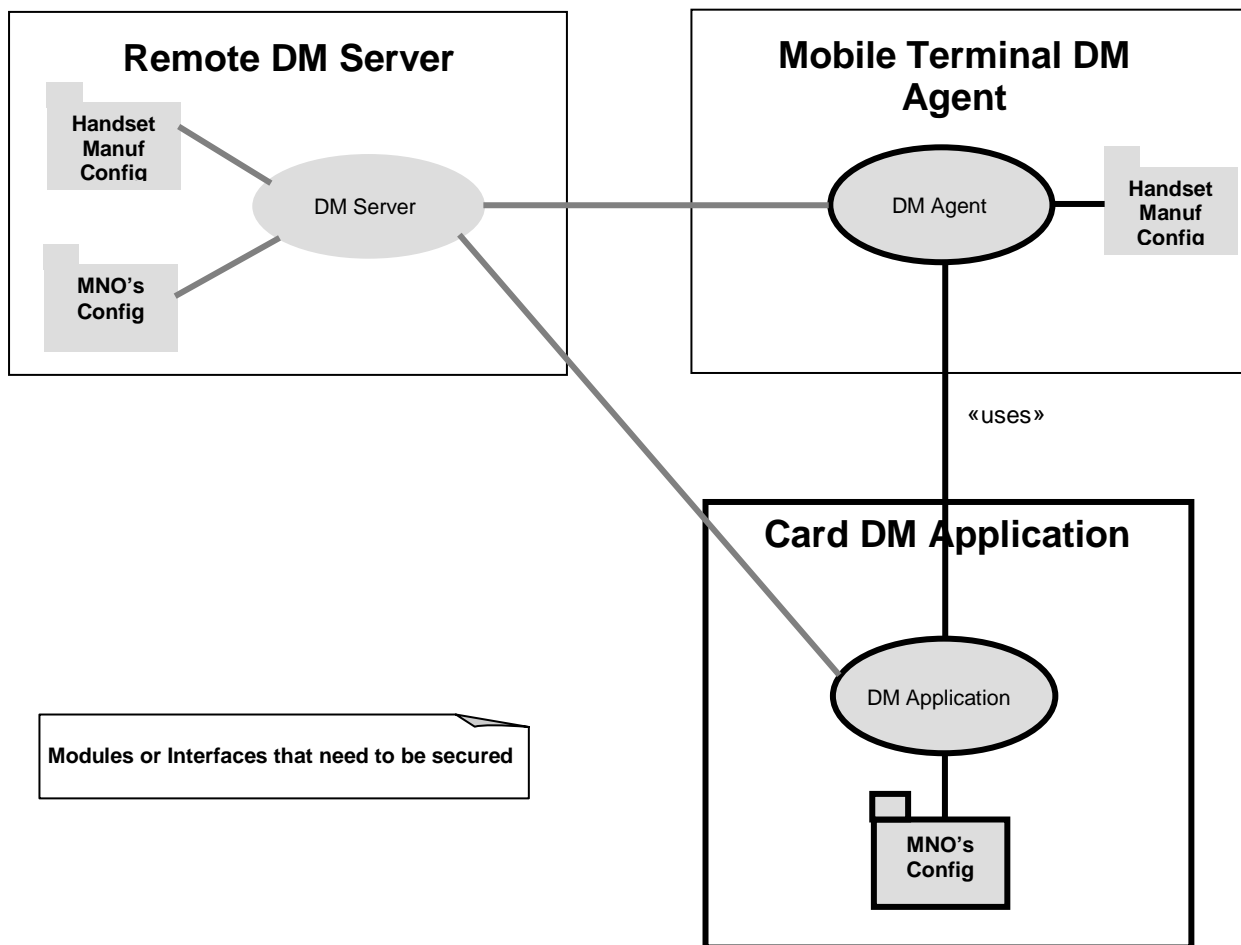 Remote DM Server
Handset
Manuf
Config
DM Server
MNO's
Config
Mobile Terminal DM
Agent
DM Agent
Handset
Manuf
Config
«uses»
Card DM Application
DM Application
MNO's
Config
Modules or Interfaces that need to be secured